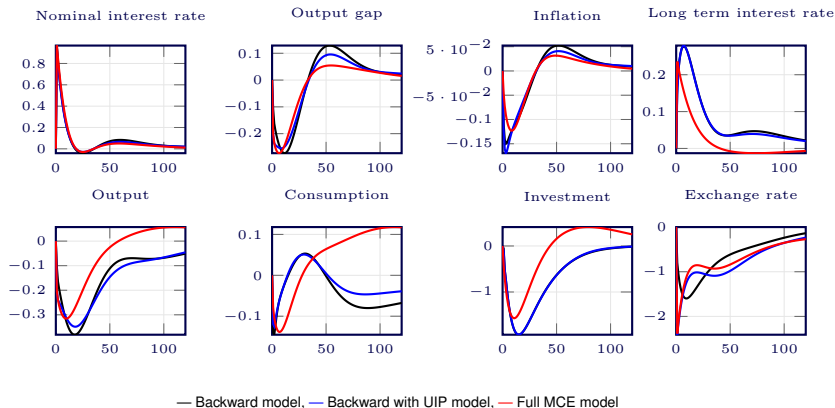 Nominal interest rate
Output gap
Inflation
Long term interest rate
0.8
0.6
0.4
0.2
0
0 50 100
0.1
0
−0.1
−0.2
0 50 100
5 · 10−2
0
−5 · 10−2
−0.1
−0.15
0 50 100
0.2
0.1
0
0 50 100
Output
Consumption
Investment
Exchange rate
0
−0.1
−0.2
−0.3
0 50 100
0.1
0
−0.1
0 50 100
0
−1
0 50 100
0
−1
−2
0 50 100
— Backward model, — Backward with UIP model, — Full MCE model